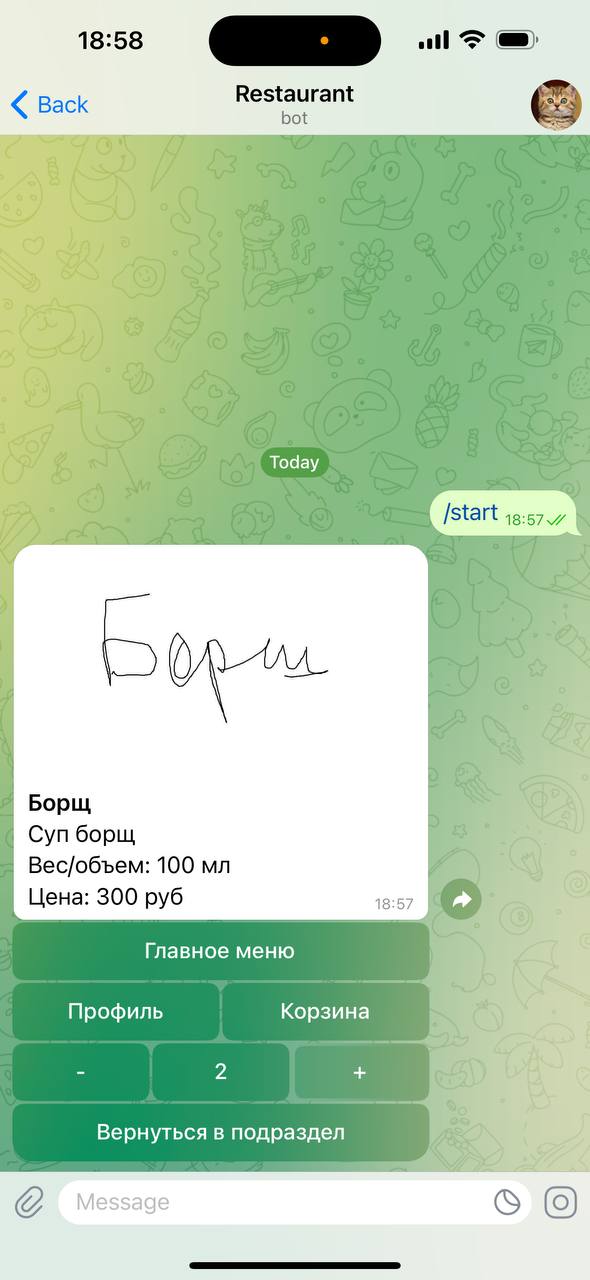 18:58
Back
Restaurant
bot
Today
/start 18:57
Борщ
Борщ
Суп борщ
Вес/объем: 100 мл
Цена: 300 руб
18:57
Главное меню
Профиль Корзина
- 2 +
Вернуться в подраздел
Message